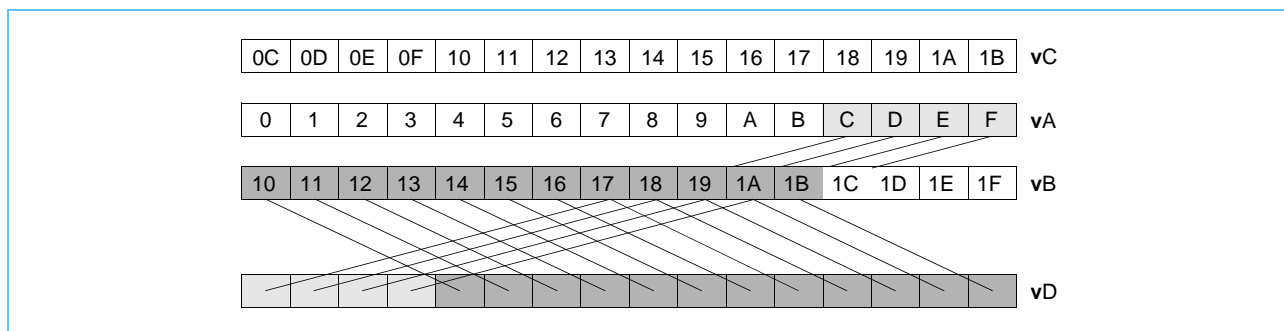 0C 0D 0E 0F 10 11 12 13 14 15 16 17 18 19 1A 1B vC
0 1 2 3 4 5 6 7 8 9 A B C D E F vA
10 11 12 13 14 15 16 17 18 19 1A 1B 1C 1D 1E 1F vB
vD